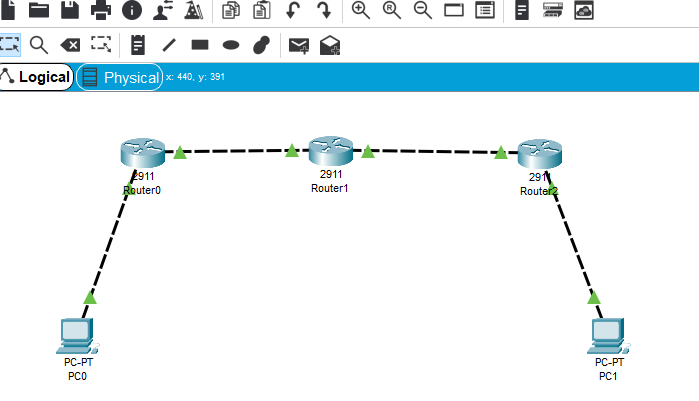 Logical
Physical
x: 440, y: 391
2911
Router0
2911
Router1
2911
Router2
PC-PT
PC0
PC-PT
PC1